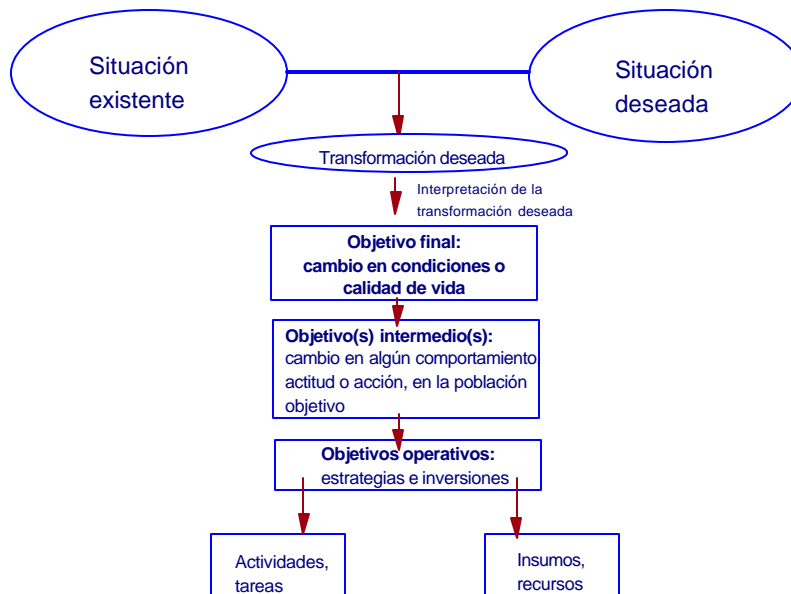 Situación
existente
Situación
deseada
Transformación deseada
Interpretación de la
transformación deseada
Objetivo final:
cambio en condiciones o
calidad de vida
Objetivo(s) intermedio(s):
cambio en algún comportamiento,
actitud o acción, en la población
objetivo
Objetivos operativos:
estrategias e inversiones
Actividades,
tareas
Insumos,
recursos